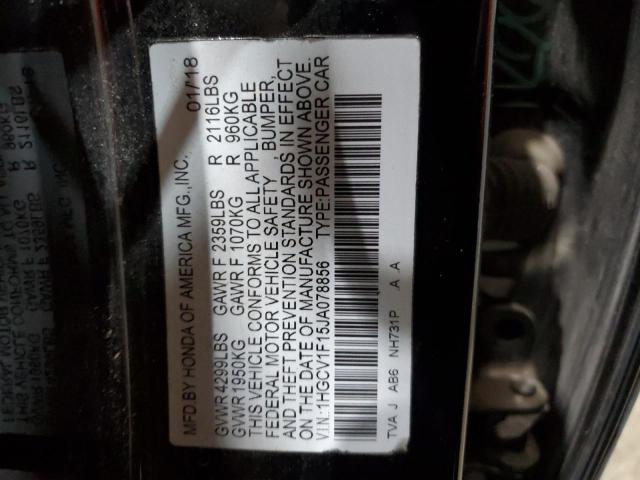 MFD.BY HONDA OF AMERICA MFG.,INC. 01/18
GVWR 4299LBS GAWR F 2359LBS R 2116LBS
GVWR 1950KG GAWR F 1070KG R 960KG
THIS VEHICLE CONFORMS TO ALL APPLICABLE
FEDERAL MOTOR VEHICLE SAFETY , BUMPER,
AND THEFT PREVENTION STANDARDS IN EFFECT
ON THE DATE OF MANUFACTURE SHOWN ABOVE.
VIN:1HGCV1F15JA078856 TYPE:PASSENGER CAR
TVA J AB6 NH731P A .A